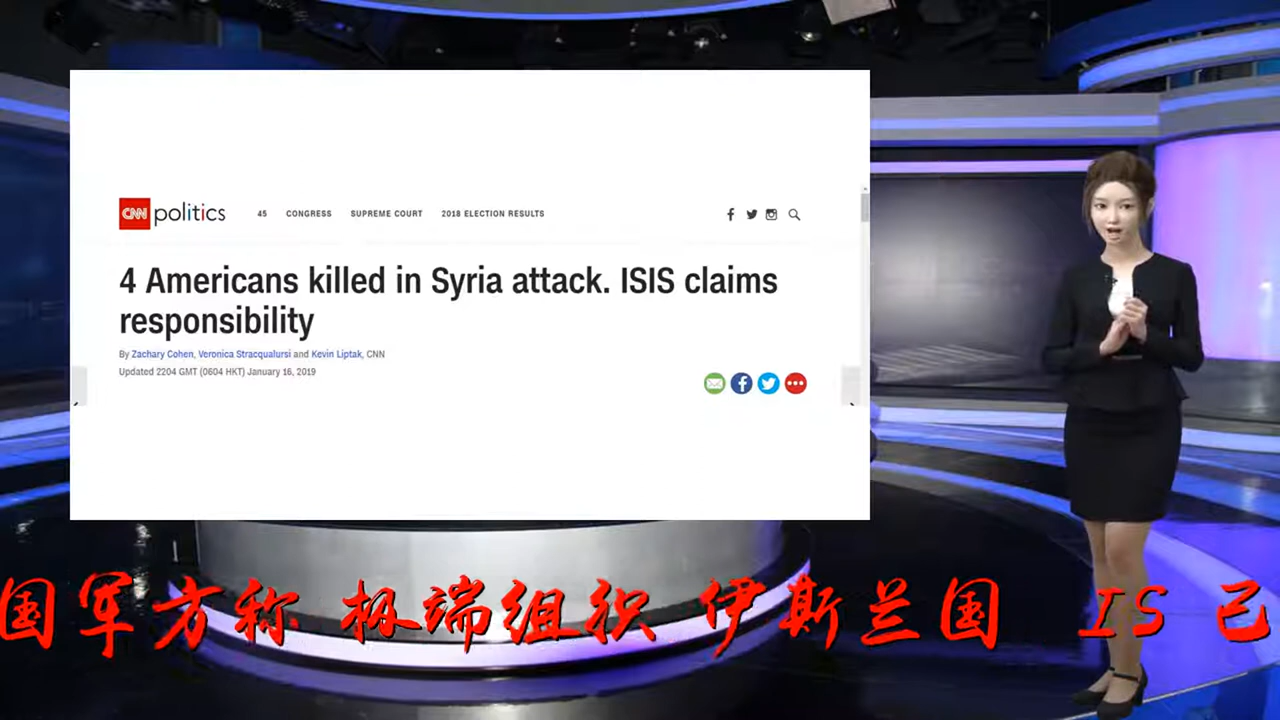 CNN politics 45 CONGRESS SUPREME COURT 2018 ELECTION RESULTS
4 Americans killed in Syria attack. ISIS claims
responsibility
By Zachary Cohen, Veronica Stracqualursi and Kevin Liptak, CNN
Updated 2204 GMT (0604 HKT) January 16, 2019
国军方称 极端组织 伊斯兰国 IS 已